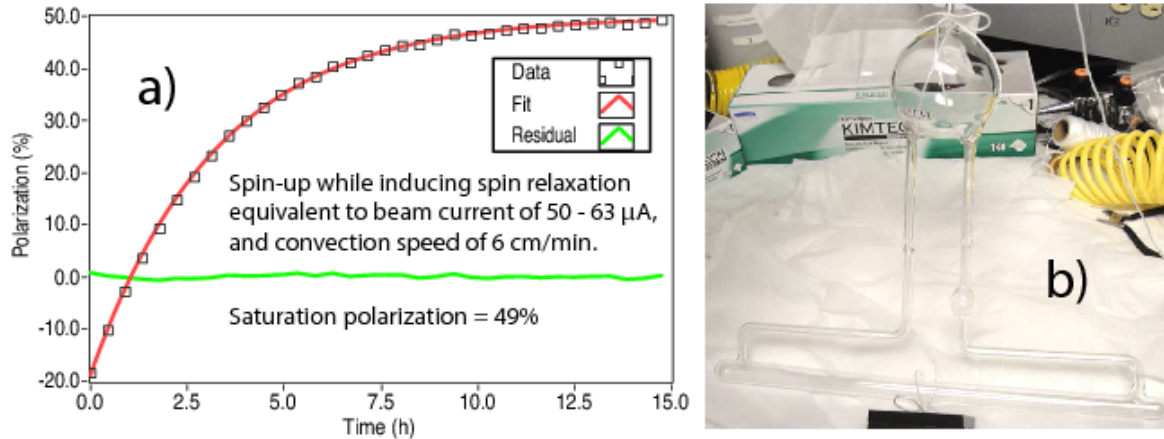 50.0
40.0
30.0
20.0
10.0
0.0
-10.0
-20.0
Polarization (%)
a)
Data
Fit
Residual
Spin-up while inducing spin relaxation
equivalent to beam current of 50 - 63 μA,
and convection speed of 6 cm/min.
Saturation polarization = 49%
0.0 2.5 5.0 7.5 10.0 12.5 15.0
Time (h)
KIMTEC
1
b)